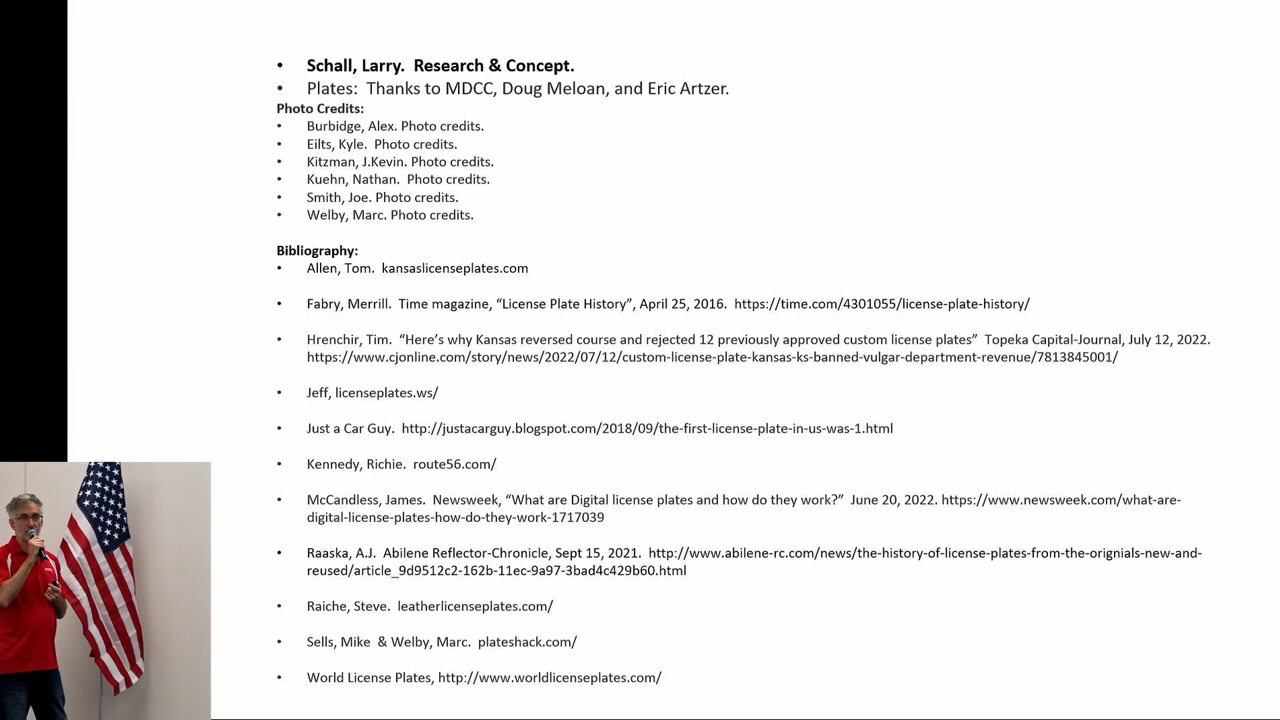 • Schall, Larry.  Research & Concept.
• Plates:  Thanks to MDCC, Doug Meloan, and Eric Artzer.
Photo Credits:
• Burbidge, Alex. Photo credits.
• Eilts, Kyle.  Photo credits.
• Kitzman, J.Kevin. Photo credits.
• Kuehn, Nathan.  Photo credits.
• Smith, Joe. Photo credits.
• Welby, Marc. Photo credits.
Bibliography:
• Allen, Tom.  kansaslicenseplates.com
• Fabry, Merrill.  Time magazine, “License Plate History”, April 25, 2016.  https://time.com/4301055/license-plate-history/
• Hrenchir, Tim.  “Here’s why Kansas reversed course and rejected 12 previously approved custom license plates”  Topeka Capital-Journal, July 12, 2022.
https://www.cjonline.com/story/news/2022/07/12/custom-license-plate-kansas-ks-banned-vulgar-department-revenue/7813845001/
• Jeff, licenseplates.ws/
• Just a Car Guy.  http://justacarguy.blogspot.com/2018/09/the-first-license-plate-in-us-was-1.html
• Kennedy, Richie.  route56.com/
• McCandless, James.  Newsweek, “What are Digital license plates and how do they work?”  June 20, 2022. https://www.newsweek.com/what-are-
digital-license-plates-how-do-they-work-1717039
• Raaska, A.J.  Abilene Reflector-Chronicle, Sept 15, 2021.  http://www.abilene-rc.com/news/the-history-of-license-plates-from-the-orignials-new-and-
reused/article_9d9512c2-162b-11ec-9a97-3bad4c429b60.html
• Raiche, Steve.  leatherlicenseplates.com/
• Sells, Mike  & Welby, Marc.  plateshack.com/
• World License Plates, http://www.worldlicenseplates.com/